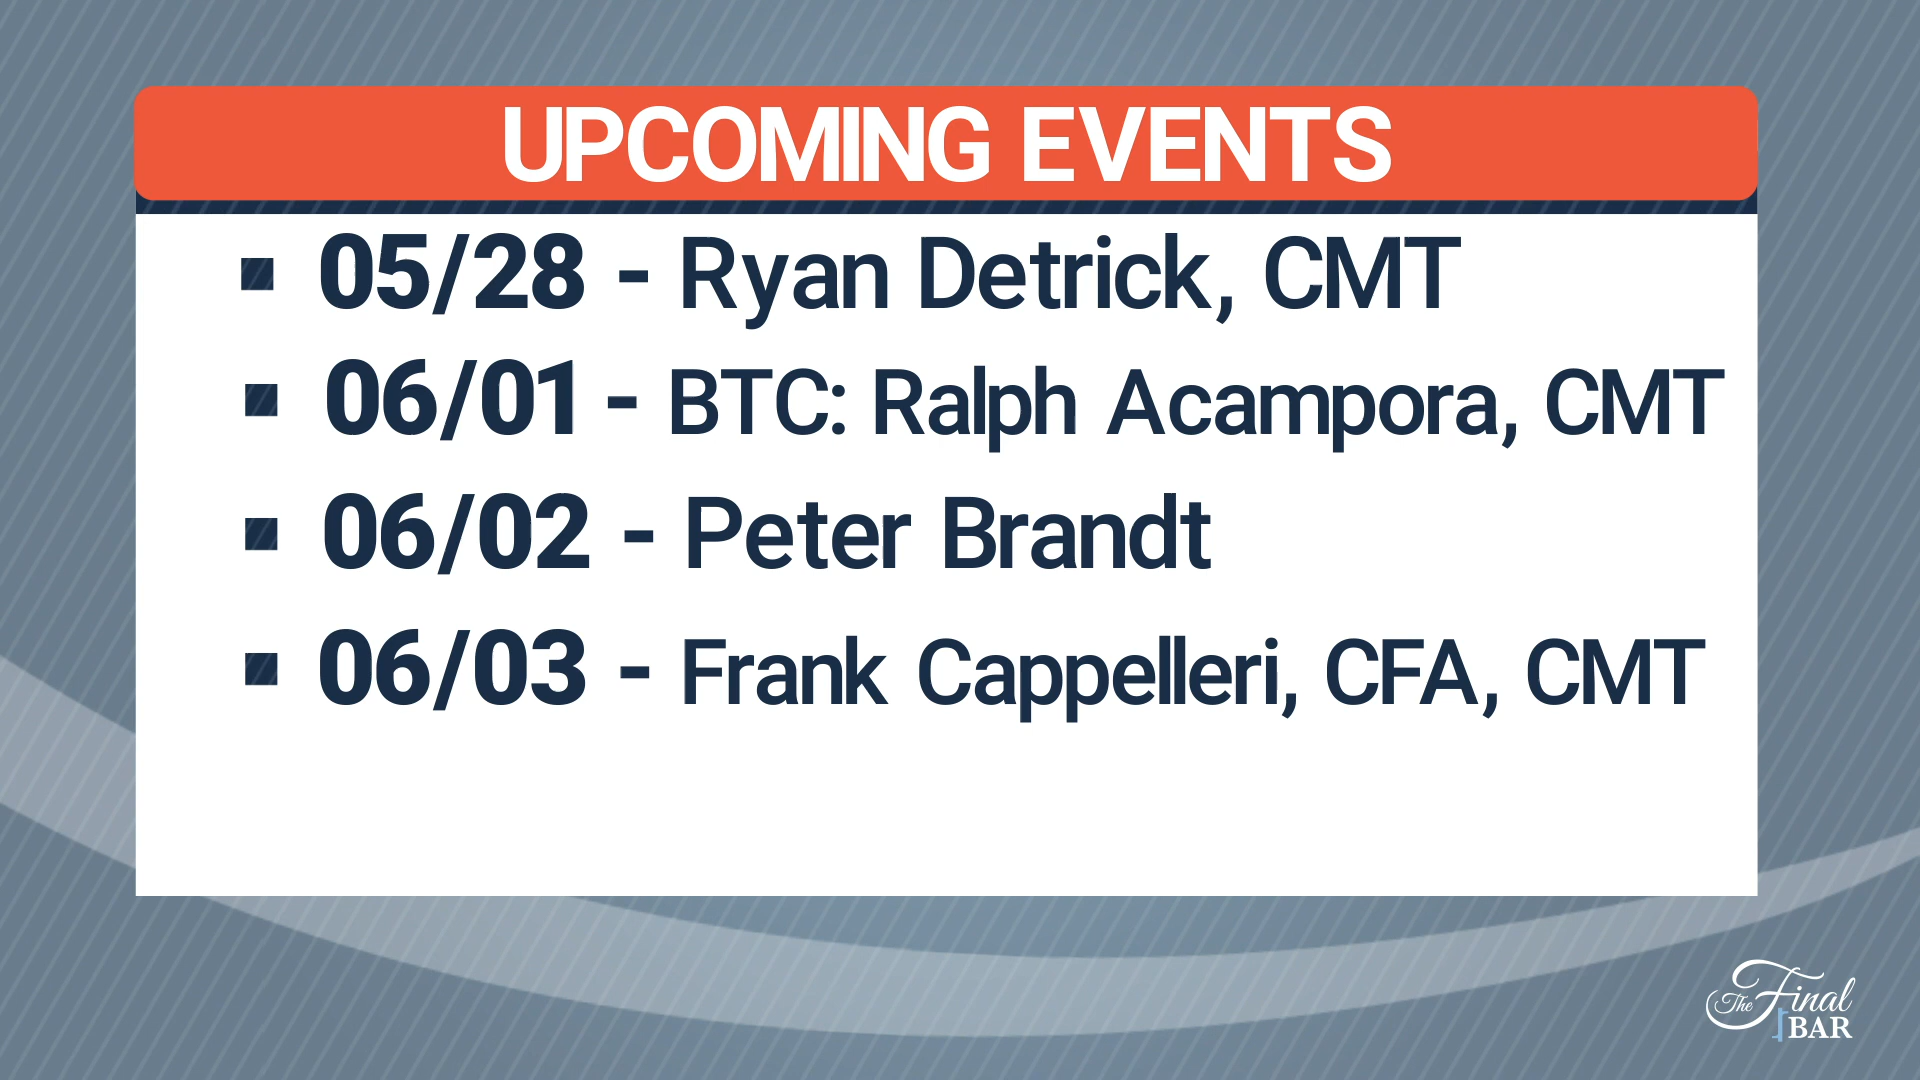 UPCOMING EVENTS
▪ 05/28 - Ryan Detrick, CMT
▪ 06/01 - BTC: Ralph Acampora, CMT
▪ 06/02 - Peter Brandt
▪ 06/03 - Frank Cappelleri, CFA, CMT
The Final
BAR